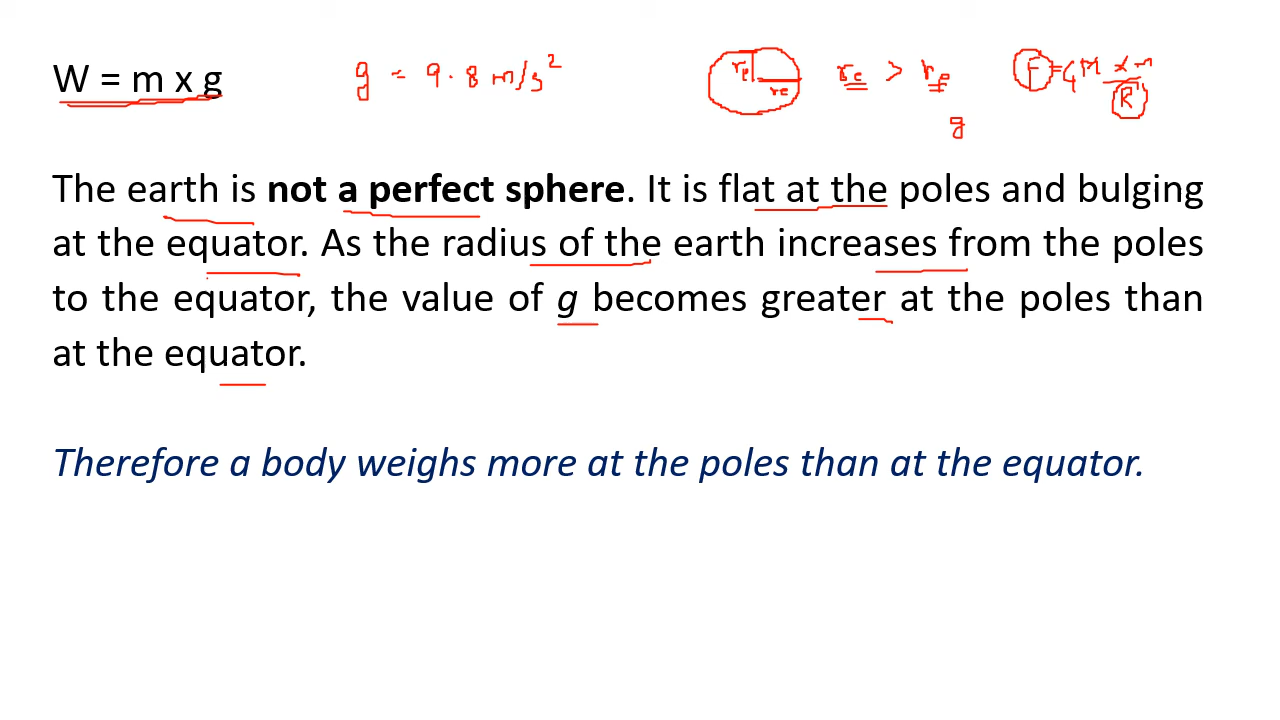 W = m x g
g = 9.8 m/s²
rp
re
re > rp
g
F = G M x m / R
The earth is not a perfect sphere. It is flat at the poles and bulging
at the equator. As the radius of the earth increases from the poles
to the equator, the value of g becomes greater at the poles than
at the equator.
Therefore a body weighs more at the poles than at the equator.